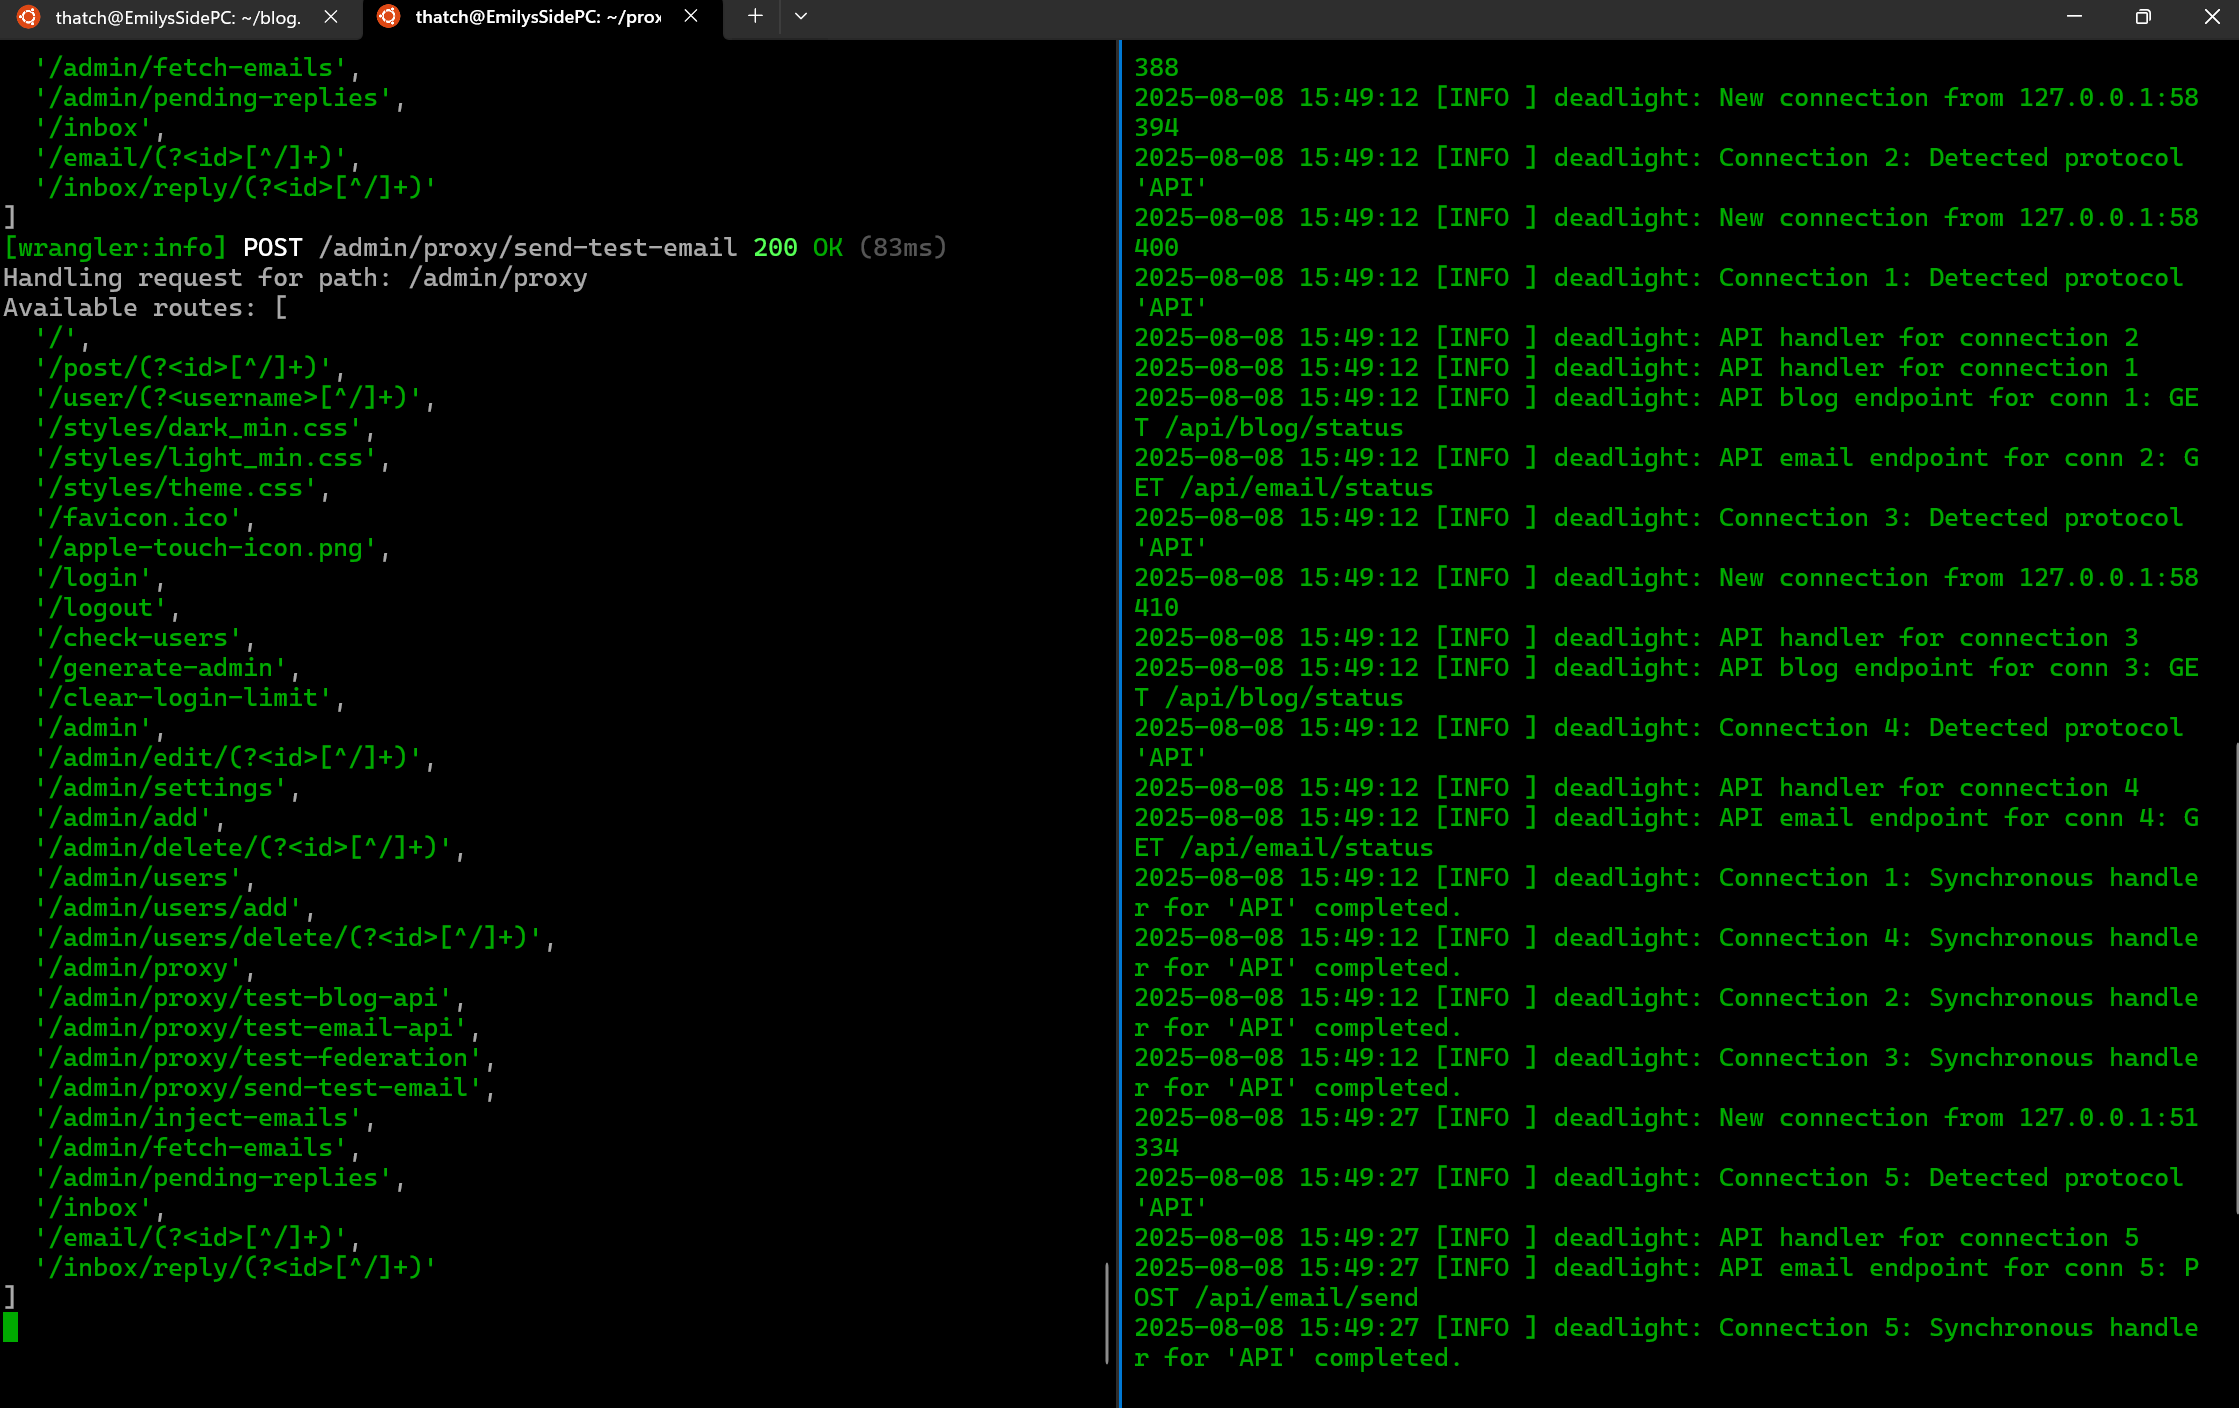 thatch@EmilysSidePC: ~/blog.
thatch@EmilysSidePC: ~/prox
'/admin/fetch-emails',
'/admin/pending-replies',
'/inbox',
'/email/(?<id>[^/]+)',
'/inbox/reply/(?<id>[^/]+)'
]
[wrangler:info] POST /admin/proxy/send-test-email 200 OK (83ms)
Handling request for path: /admin/proxy
Available routes: [
'/',
'/post/(?<id>[^/]+)',
'/user/(?<username>[^/]+)',
'/styles/dark_min.css',
'/styles/light_min.css',
'/styles/theme.css',
'/favicon.ico',
'/apple-touch-icon.png',
'/login',
'/logout',
'/check-users',
'/generate-admin',
'/clear-login-limit',
'/admin',
'/admin/edit/(?<id>[^/]+)',
'/admin/settings',
'/admin/add',
'/admin/delete/(?<id>[^/]+)',
'/admin/users',
'/admin/users/add',
'/admin/users/delete/(?<id>[^/]+)',
'/admin/proxy',
'/admin/proxy/test-blog-api',
'/admin/proxy/test-email-api',
'/admin/proxy/test-federation',
'/admin/proxy/send-test-email',
'/admin/inject-emails',
'/admin/fetch-emails',
'/admin/pending-replies',
'/inbox',
'/email/(?<id>[^/]+)',
'/inbox/reply/(?<id>[^/]+)'
]
388
2025-08-08 15:49:12 [INFO ] deadlight: New connection from 127.0.0.1:58
394
2025-08-08 15:49:12 [INFO ] deadlight: Connection 2: Detected protocol
'API'
2025-08-08 15:49:12 [INFO ] deadlight: New connection from 127.0.0.1:58
400
2025-08-08 15:49:12 [INFO ] deadlight: Connection 1: Detected protocol
'API'
2025-08-08 15:49:12 [INFO ] deadlight: API handler for connection 2
2025-08-08 15:49:12 [INFO ] deadlight: API handler for connection 1
2025-08-08 15:49:12 [INFO ] deadlight: API blog endpoint for conn 1: GE
T /api/blog/status
2025-08-08 15:49:12 [INFO ] deadlight: API email endpoint for conn 2: G
ET /api/email/status
2025-08-08 15:49:12 [INFO ] deadlight: Connection 3: Detected protocol
'API'
2025-08-08 15:49:12 [INFO ] deadlight: New connection from 127.0.0.1:58
410
2025-08-08 15:49:12 [INFO ] deadlight: API handler for connection 3
2025-08-08 15:49:12 [INFO ] deadlight: API blog endpoint for conn 3: GE
T /api/blog/status
2025-08-08 15:49:12 [INFO ] deadlight: Connection 4: Detected protocol
'API'
2025-08-08 15:49:12 [INFO ] deadlight: API handler for connection 4
2025-08-08 15:49:12 [INFO ] deadlight: API email endpoint for conn 4: G
ET /api/email/status
2025-08-08 15:49:12 [INFO ] deadlight: Connection 1: Synchronous handle
r for 'API' completed.
2025-08-08 15:49:12 [INFO ] deadlight: Connection 4: Synchronous handle
r for 'API' completed.
2025-08-08 15:49:12 [INFO ] deadlight: Connection 2: Synchronous handle
r for 'API' completed.
2025-08-08 15:49:12 [INFO ] deadlight: Connection 3: Synchronous handle
r for 'API' completed.
2025-08-08 15:49:27 [INFO ] deadlight: New connection from 127.0.0.1:51
334
2025-08-08 15:49:27 [INFO ] deadlight: Connection 5: Detected protocol
'API'
2025-08-08 15:49:27 [INFO ] deadlight: API handler for connection 5
2025-08-08 15:49:27 [INFO ] deadlight: API email endpoint for conn 5: P
OST /api/email/send
2025-08-08 15:49:27 [INFO ] deadlight: Connection 5: Synchronous handle
r for 'API' completed.